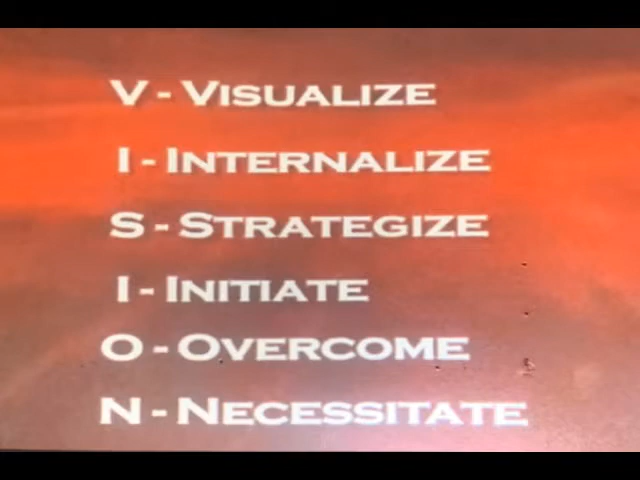 V - VISUALIZE
I - INTERNALIZE
S - STRATEGIZE
I - INITIATE
O - OVERCOME
N - NECESSITATE